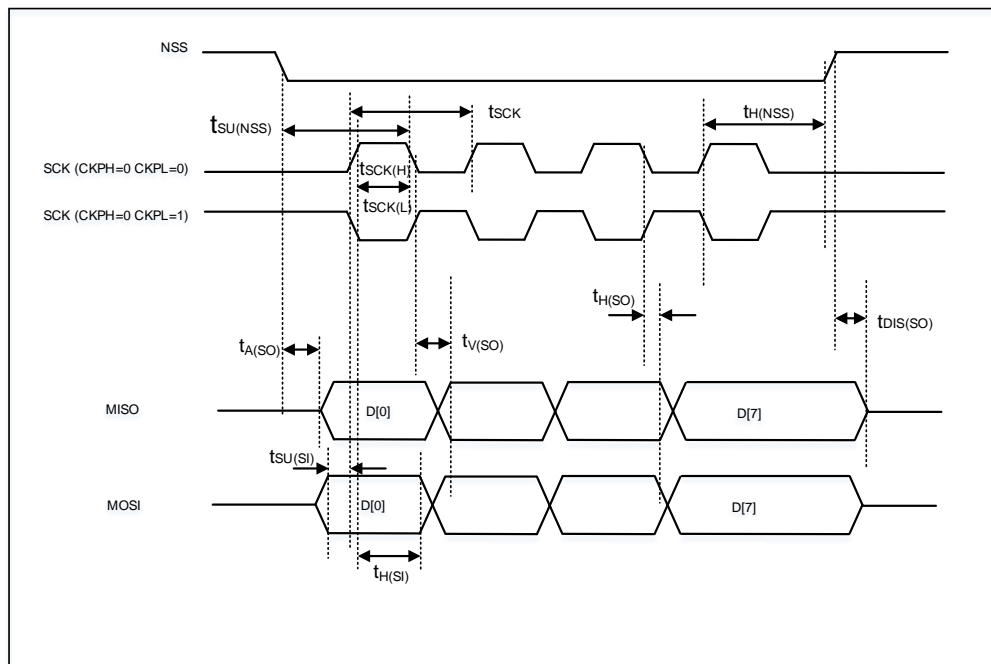 NSS
tSCK
tH(NSS)
tSU(NSS)
SCK (CKPH=0 CKPL=0)
tSCK(H)
tSCK(L)
SCK (CKPH=0 CKPL=1)
tH(SO)
tDIS(SO)
tV(SO)
tA(SO)
MISO
D[0]
D[7]
tSU(SI)
MOSI
D[0]
D[7]
tH(SI)